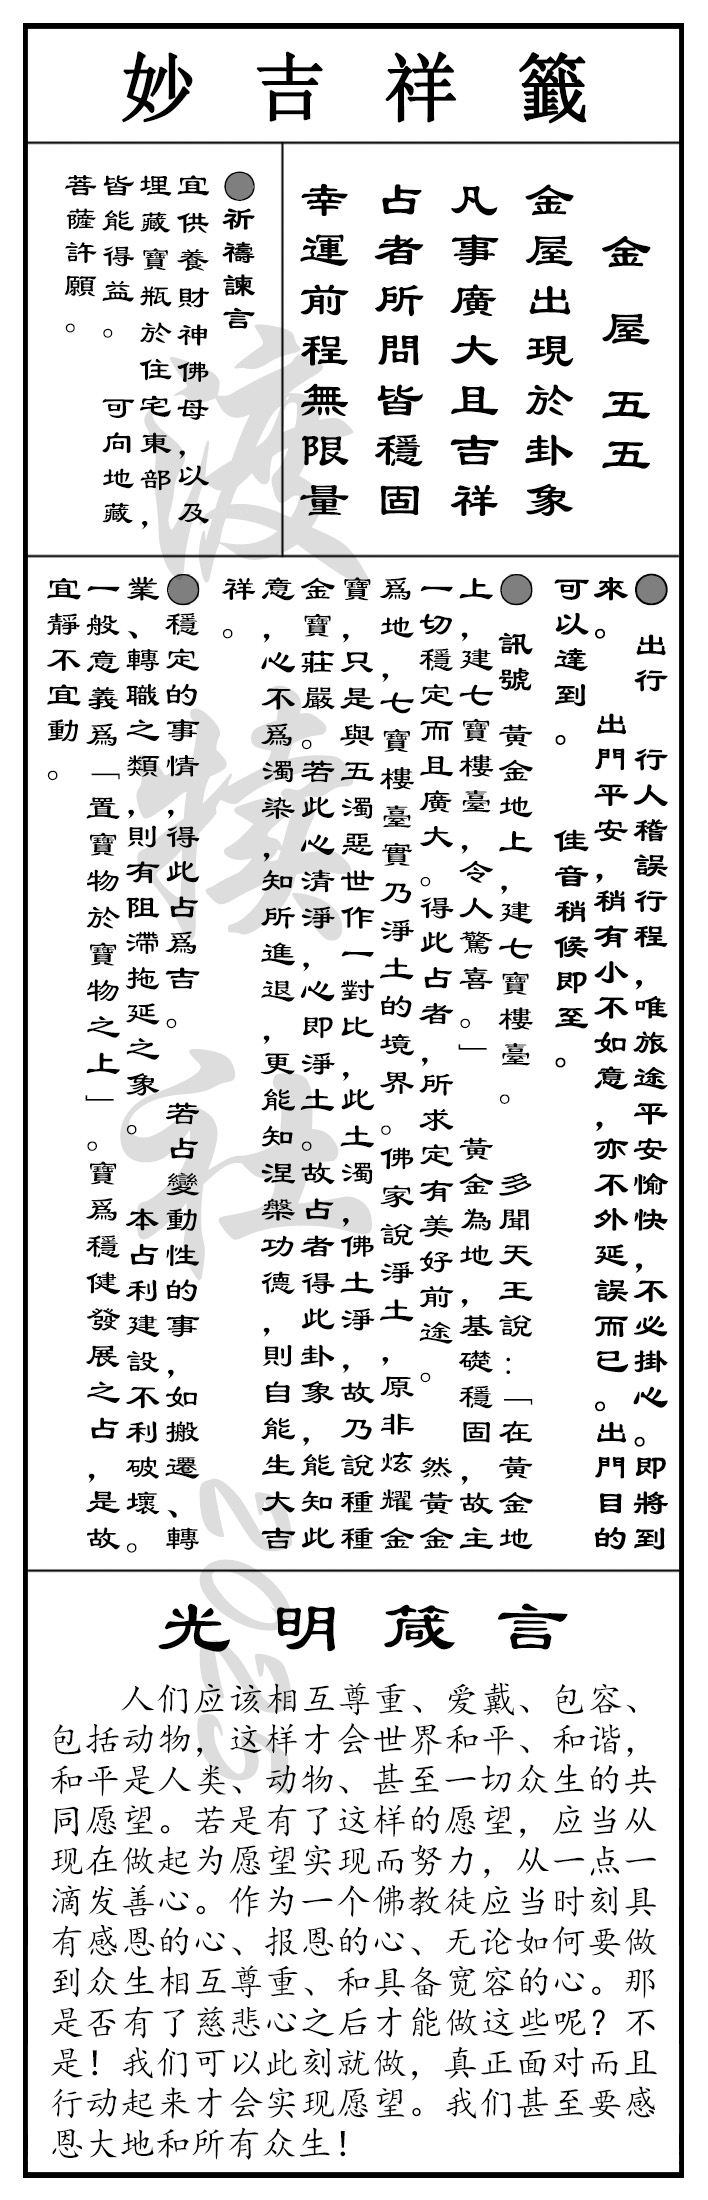 妙吉祥籤
金屋 五五
金屋出現於卦象
凡事廣大且吉祥
占者所問皆穩固
幸運前程無限量
●祈禱諫言
宜供養財神佛母，以及
埋藏寶瓶於住宅東部，
皆能得益。 可向地藏
菩薩許願。
● 出行 行人稽誤行程，唯旅途平安愉快，不必掛心。即將到
來。 出門平安，稍有小不如意，亦不外延誤而已。出門目的
可以達到。 佳音稍候即至。
● 訊號 黃金地上，建七寶樓臺。 多聞天王說：「在黃金地
上，建七寶樓臺，令人驚喜。」 黃金為地，基礎穩固，故主
一切穩定而且廣大。得此占者，所求定有美好前途。 然黃金
爲地，七寶樓臺實乃淨土的境界。佛家說淨土，原非炫耀金
寶，只是與五濁惡世作一對比，此土濁，佛土淨，故乃說種種
金寶莊嚴。若此心清淨，心即淨土。故占者得此卦象，能知此
意，心不爲濁染，知所進退，更能知涅槃功德，則自能生大吉
祥。
●穩定的事情，得此占爲吉。 若占變動性的事，如搬遷、轉
業、轉職之類，則有阻滯拖延之象。 本占利建設，不利破壞。
一般意義爲「置寶物於寶物之上」。寶爲穩健發展之占，是故
宜靜不宜動。
渡
社
2025
光明箴言
人们应该相互尊重、爱戴、包容、
包括动物，这样才会世界和平、和谐，
和平是人类、动物、甚至一切众生的共
同愿望。若是有了这样的愿望，应当从
现在做起为愿望实现而努力，从一点一
滴发善心。作为一个佛教徒应当时刻具
有感恩的心、报恩的心、无论如何要做
到众生相互尊重、和具备宽容的心。那
是否有了慈悲心之后才能做这些呢？不
是！我们可以此刻就做，真正面对而且
行动起来才会实现愿望。我们甚至要感
恩大地和所有众生！